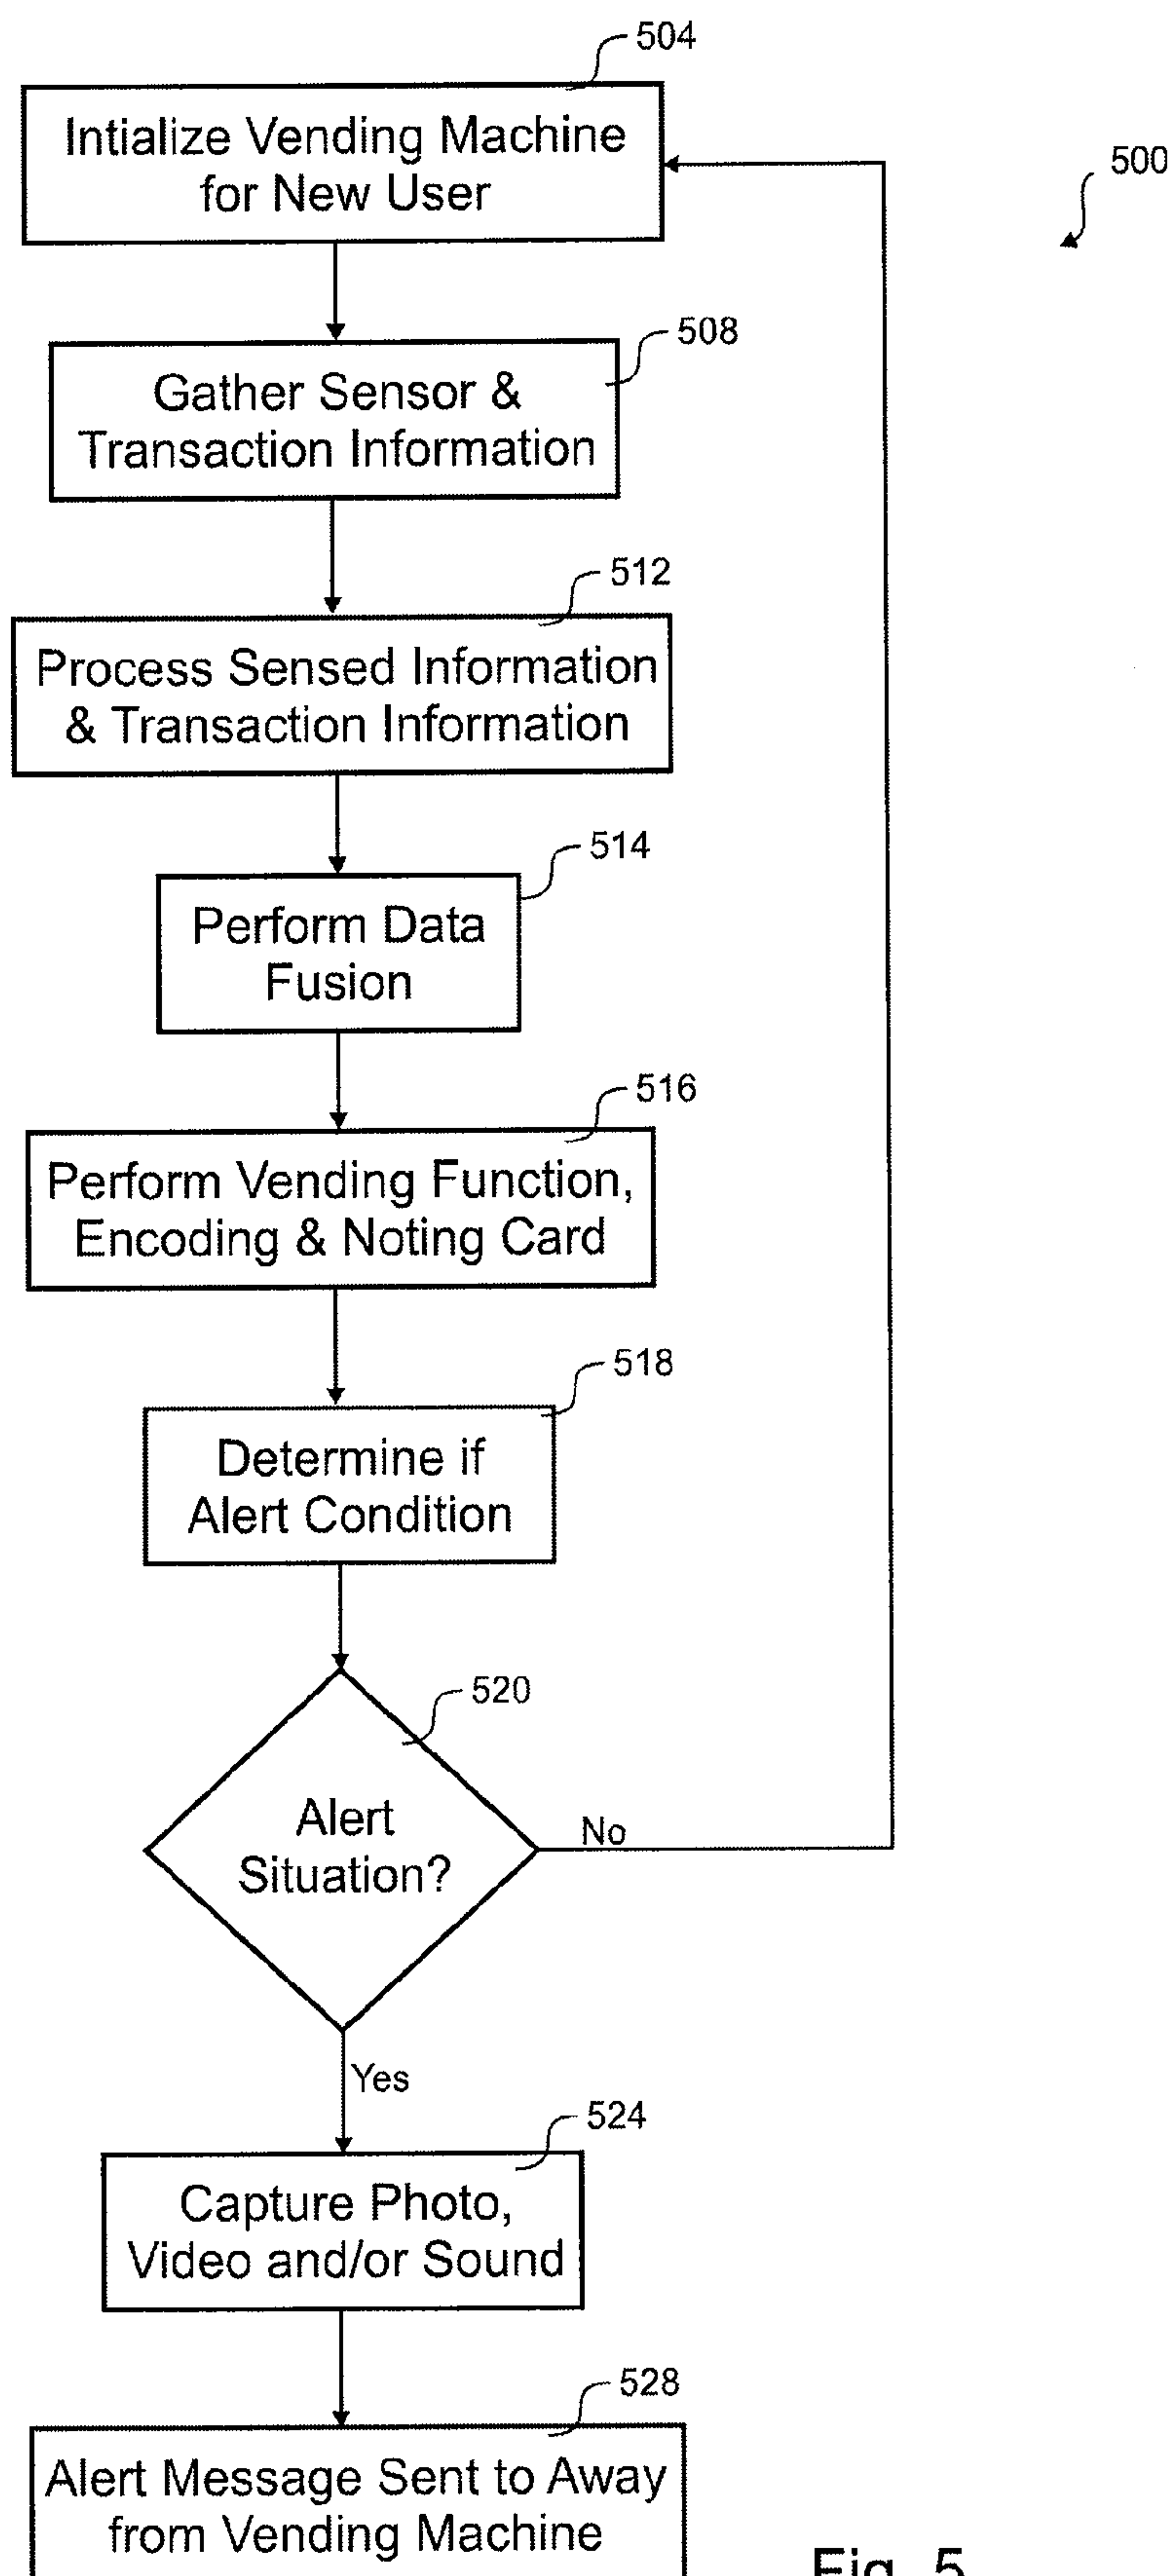 504
Intialize Vending Machine
for New User
500
508
Gather Sensor &
Transaction Information
512
Process Sensed Information
& Transaction Information
514
Perform Data
Fusion
516
Perform Vending Function,
Encoding & Noting Card
518
Determine if
Alert Condition
520
Alert
Situation?
No
Yes
524
Capture Photo,
Video and/or Sound
528
Alert Message Sent to Away
from Vending Machine
Fig. 5